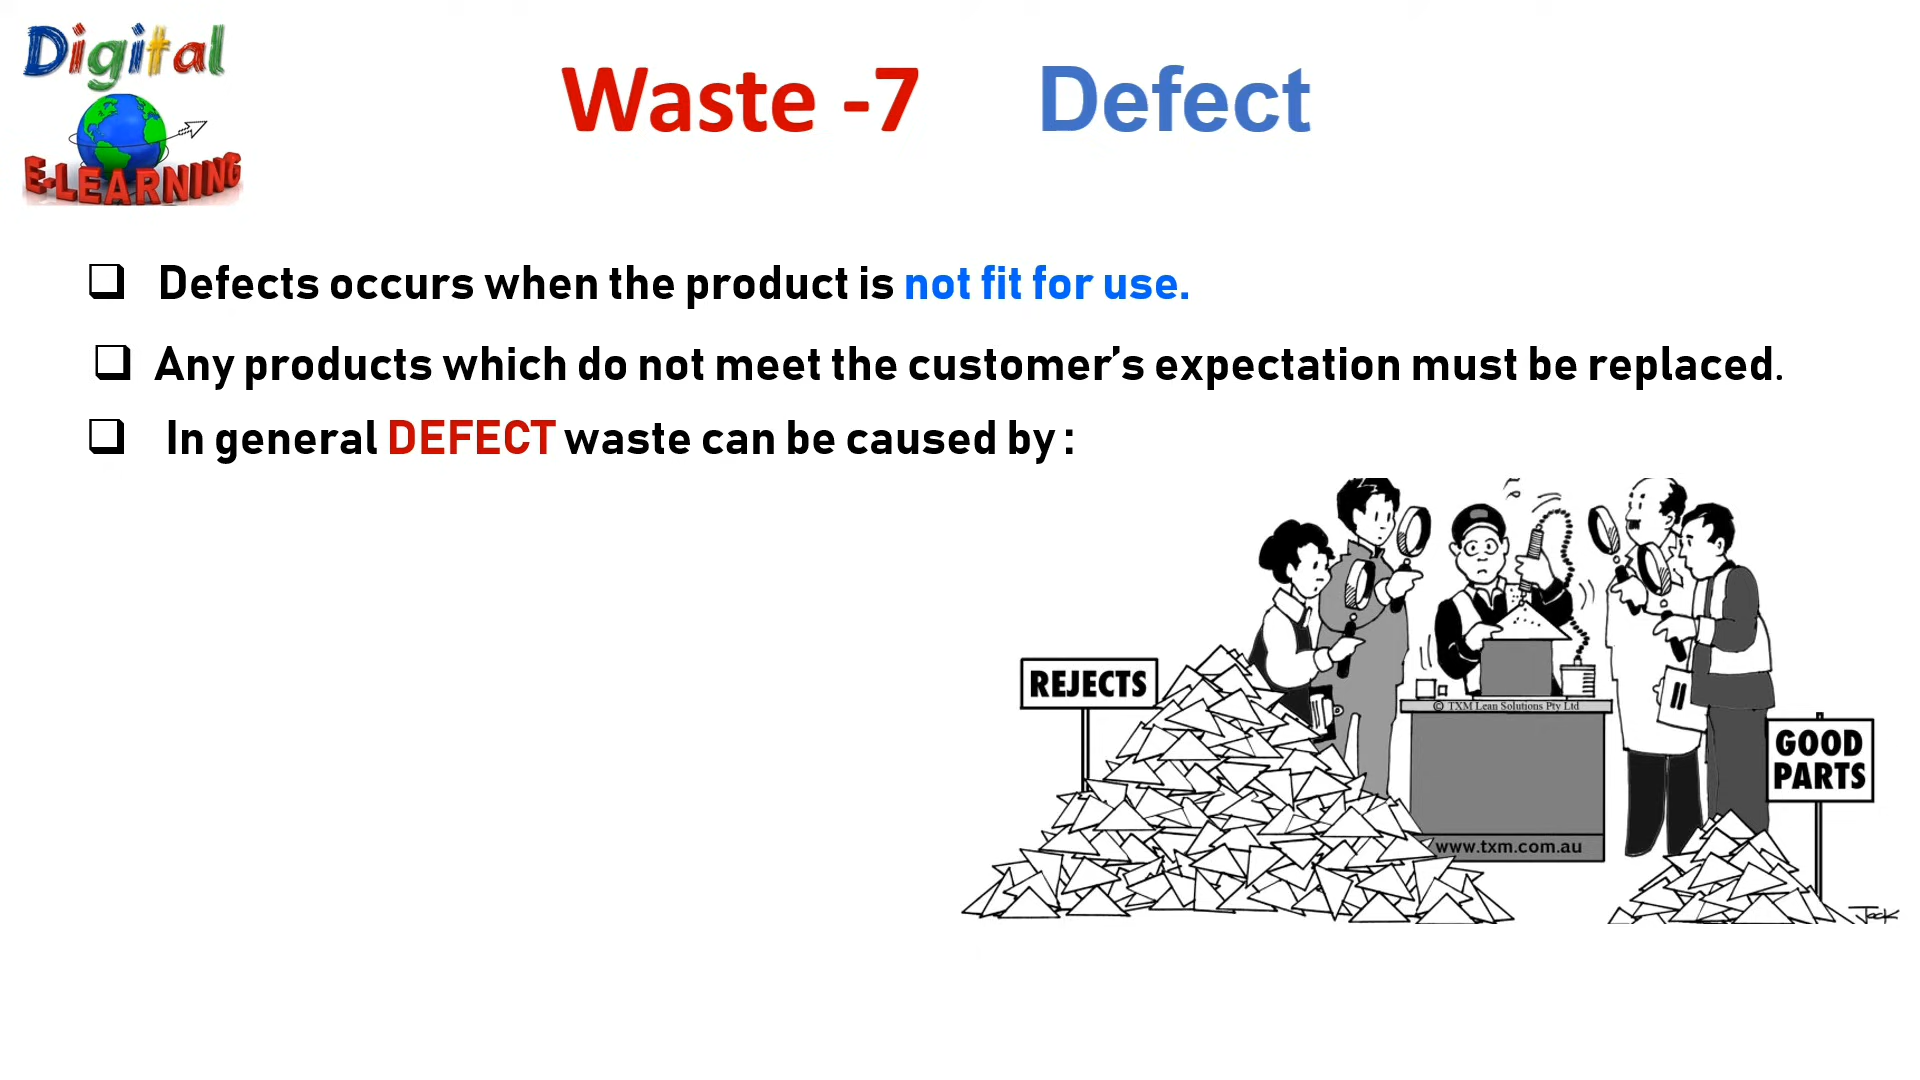 Digital
E-LEARNING
Waste -7 Defect
Defects occurs when the product is not fit for use.
Any products which do not meet the customer’s expectation must be replaced.
In general DEFECT waste can be caused by :
REJECTS
© TXM Lean Solutions Pty Ltd
GOOD
PARTS
www.txm.com.au
Jock